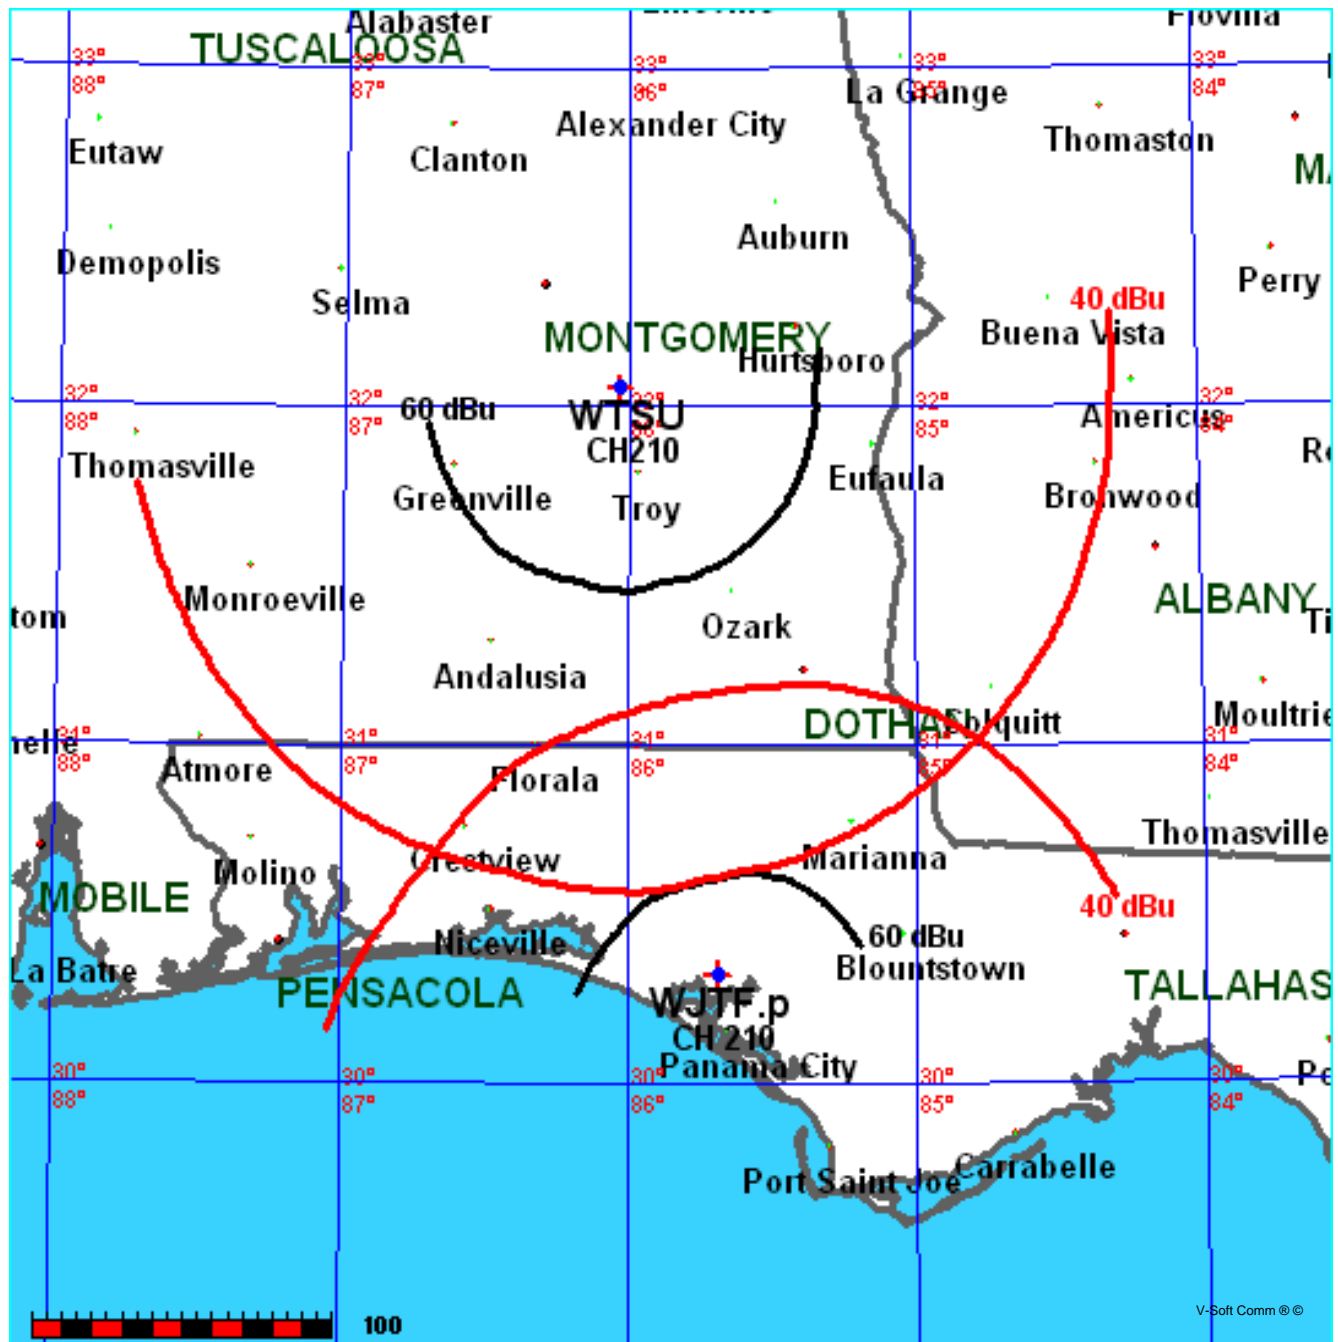 Alabaster
TUSCALOOSA
33°
88°
33°
87°
33°
86°
33°
85°
33°
84°
La Grange
Alexander City
Thomaston
Eutaw
Clanton
Auburn
Demopolis
Selma
Perry
40 dBu
MONTGOMERY
Buena Vista
Hurtsboro
32°
88°
32°
87°
32°
85°
60 dBu
WTSU
CH210
Americus
Thomasville
Eufaula
Greenville
Troy
Bronwood
Monroeville
ALBANY
Ozark
Andalusia
DOTHAN
Colquitt
Moultrie
31°
88°
31°
87°
31°
86°
31°
85°
31°
84°
Atmore
Florala
Thomasville
Crestview
Marianna
Molino
MOBILE
40 dBu
60 dBu
Niceville
La Batre
Blountstown
PENSACOLA
TALLAHAS
WJTF.p
CH 210
Panama City
30°
88°
30°
87°
30°
86°
30°
85°
30°
84°
Port Saint Joe
Carrabelle
100
V-Soft Comm ® ©